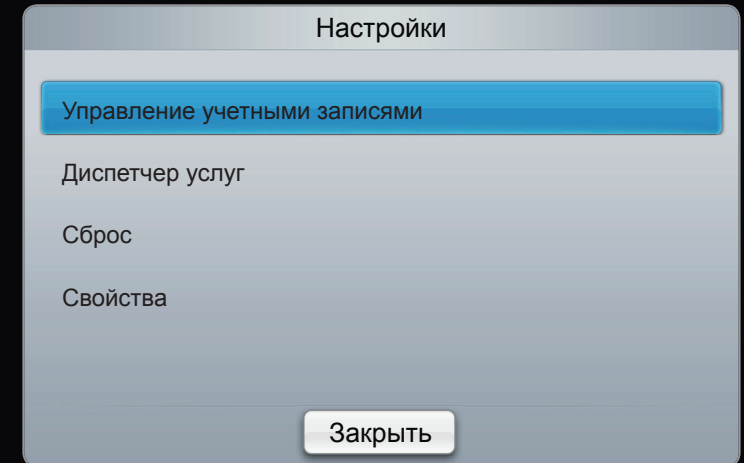 Настройки
Управление учетными записями
Диспетчер услуг
Сброс
Свойства
Закрыть